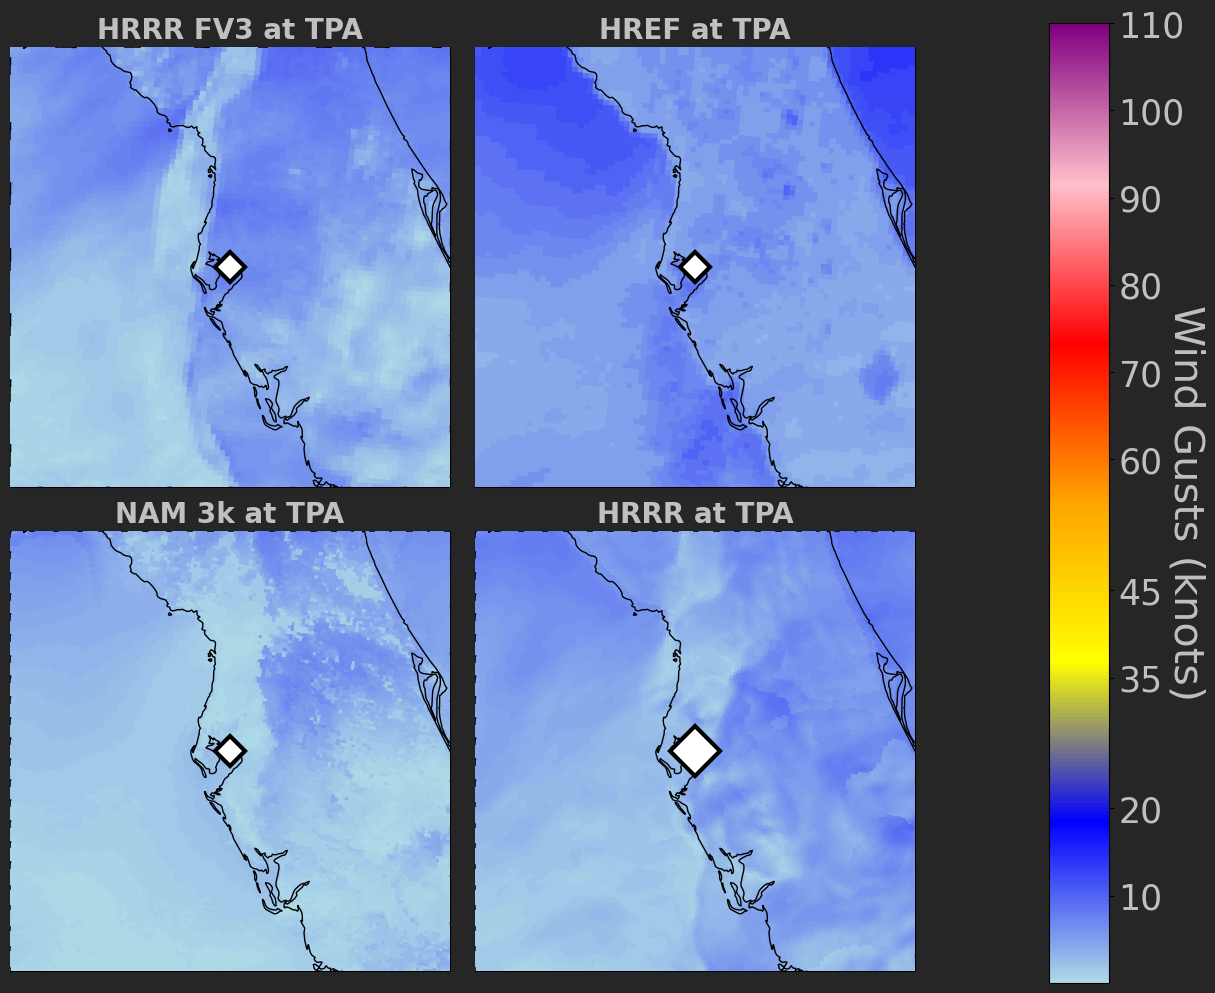 HRRR FV3 at TPA
HREF at TPA
NAM 3k at TPA
HRRR at TPA
110
100
90
80
70
60
45
35
20
10
Wind Gusts (knots)